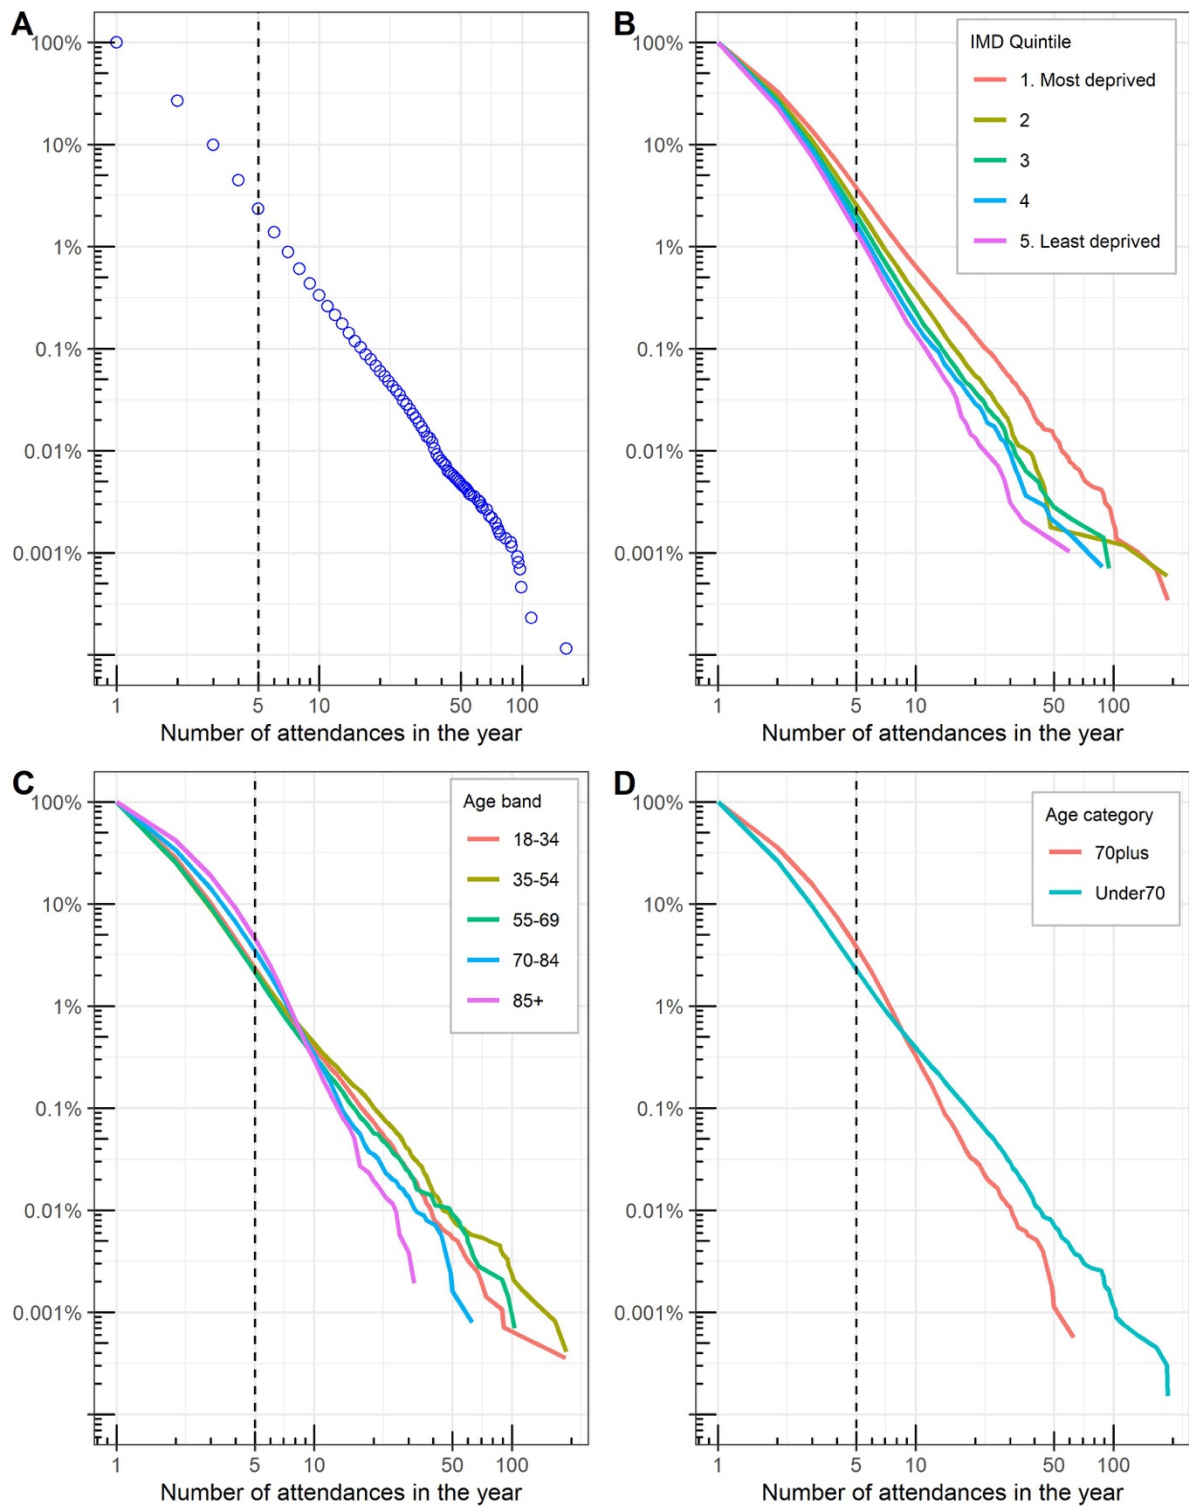 A
100%
10%
1%
0.1%
0.01%
0.001%
1 5 10 50 100
Number of attendances in the year
B
100%
10%
1%
0.1%
0.01%
0.001%
IMD Quintile
1. Most deprived
2
3
4
5. Least deprived
1 5 10 50 100
Number of attendances in the year
C
100%
10%
1%
0.1%
0.01%
0.001%
Age band
18-34
35-54
55-69
70-84
85+
1 5 10 50 100
Number of attendances in the year
D
100%
10%
1%
0.1%
0.01%
0.001%
Age category
70plus
Under70
1 5 10 50 100
Number of attendances in the year